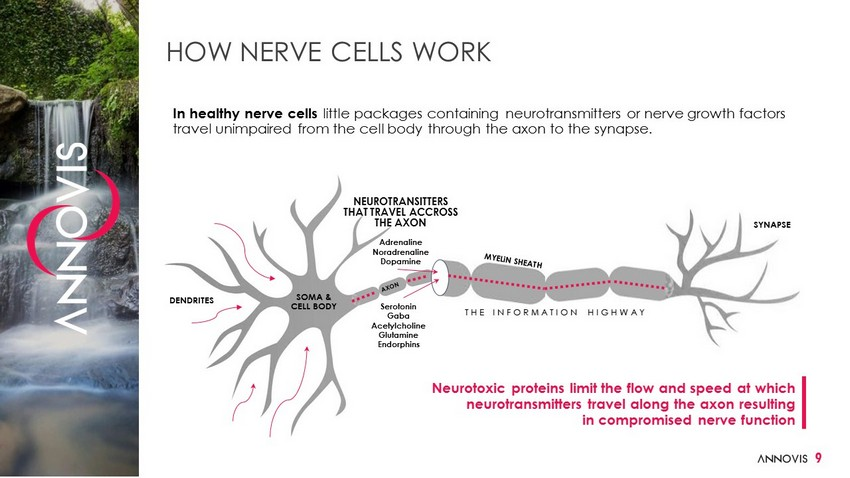 ANNOVIS
HOW NERVE CELLS WORK
In healthy nerve cells little packages containing neurotransmitters or nerve growth factors
travel unimpaired from the cell body through the axon to the synapse.
NEUROTRANSITTERS
THAT TRAVEL ACCROSS
THE AXON
Adrenaline
Noradrenaline
Dopamine
SYNAPSE
MYELIN SHEATH
AXON
DENDRITES
SOMA &
CELL BODY
Serotonin
Gaba
Acetylcholine
Glutamine
Endorphins
THE INFORMATION HIGHWAY
Neurotoxic proteins limit the flow and speed at which
neurotransmitters travel along the axon resulting
in compromised nerve function
ANNOVIS 9